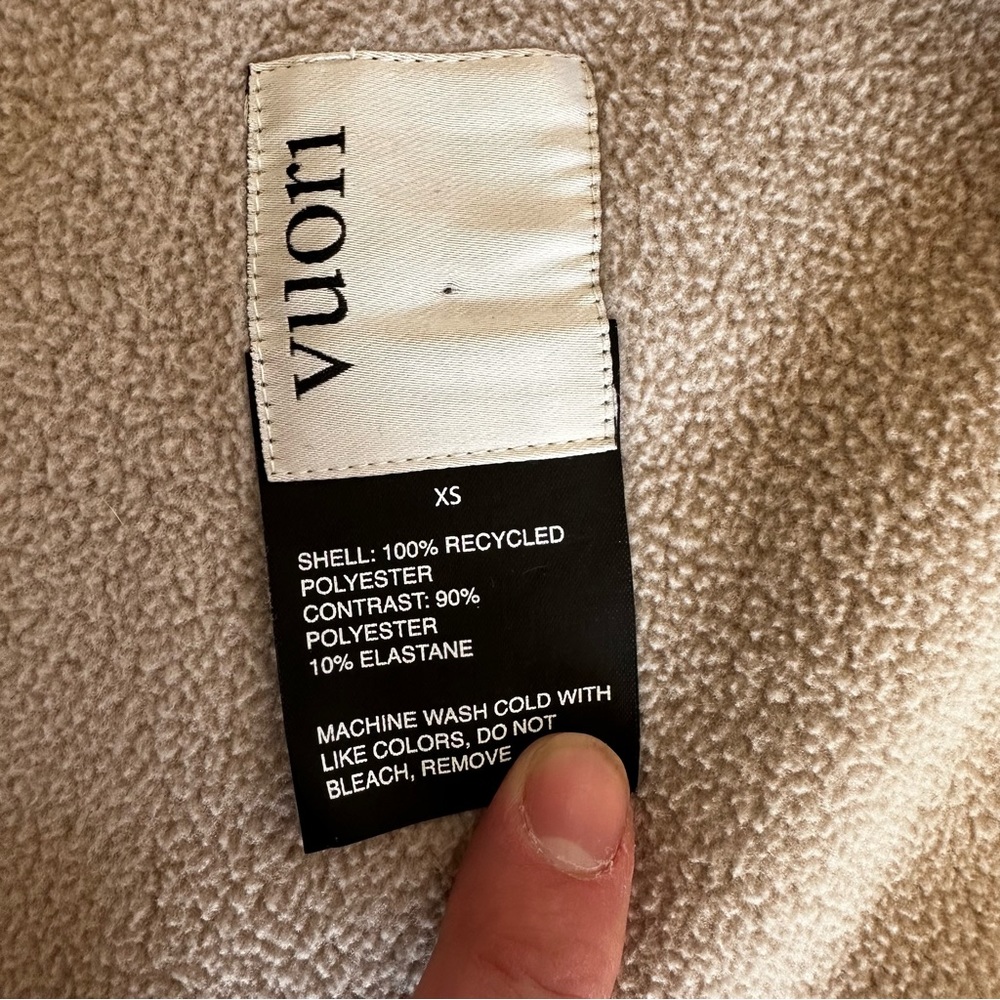 vuori
XS
SHELL: 100% RECYCLED
POLYESTER
CONTRAST: 90%
POLYESTER
10% ELASTANE
MACHINE WASH COLD WITH
LIKE COLORS, DO NOT
BLEACH, REMOVE